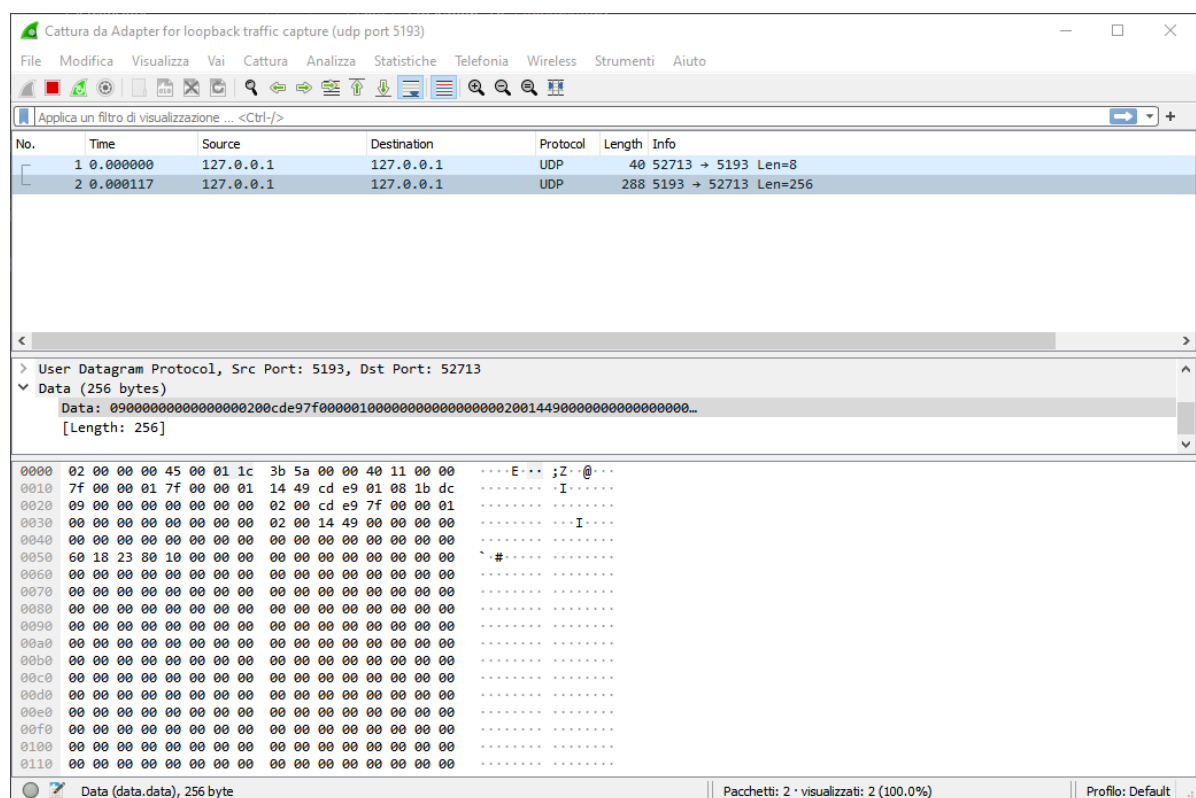 Cattura da Adapter for loopback traffic capture (udp port 5193)
File Modifica Visualizza Vai Cattura Analizza Statistiche Telefonia Wireless Strumenti Aiuto
Applica un filtro di visualizzazione ... <Ctrl-/>
No. Time Source Destination Protocol Length Info
1 0.000000 127.0.0.1 127.0.0.1 UDP 40 52713 → 5193 Len=8
2 0.000117 127.0.0.1 127.0.0.1 UDP 288 5193 → 52713 Len=256
User Datagram Protocol, Src Port: 5193, Dst Port: 52713
Data (256 bytes)
Data: 09000000000000000200cde97f00000100000000000000000200144900000000000000000…
[Length: 256]
0000 02 00 00 00 45 00 01 1c 3b 5a 00 00 40 11 00 00 ····E··· ;Z··@···
0010 7f 00 00 01 7f 00 00 01 14 49 cd e9 01 08 1b dc ········ ·I······
0020 09 00 00 00 00 00 00 00 02 00 cd e9 7f 00 00 01 ········ ········
0030 00 00 00 00 00 00 00 00 02 00 14 49 00 00 00 00 ········ ···I····
0040 00 00 00 00 00 00 00 00 00 00 00 00 00 00 00 00 ········ ········
0050 60 18 23 80 10 00 00 00 00 00 00 00 00 00 00 00 `·#····· ········
0060 00 00 00 00 00 00 00 00 00 00 00 00 00 00 00 00 ········ ········
0070 00 00 00 00 00 00 00 00 00 00 00 00 00 00 00 00 ········ ········
0080 00 00 00 00 00 00 00 00 00 00 00 00 00 00 00 00 ········ ········
0090 00 00 00 00 00 00 00 00 00 00 00 00 00 00 00 00 ········ ········
00a0 00 00 00 00 00 00 00 00 00 00 00 00 00 00 00 00 ········ ········
00b0 00 00 00 00 00 00 00 00 00 00 00 00 00 00 00 00 ········ ········
00c0 00 00 00 00 00 00 00 00 00 00 00 00 00 00 00 00 ········ ········
00d0 00 00 00 00 00 00 00 00 00 00 00 00 00 00 00 00 ········ ········
00e0 00 00 00 00 00 00 00 00 00 00 00 00 00 00 00 00 ········ ········
00f0 00 00 00 00 00 00 00 00 00 00 00 00 00 00 00 00 ········ ········
0100 00 00 00 00 00 00 00 00 00 00 00 00 00 00 00 00 ········ ········
0110 00 00 00 00 00 00 00 00 00 00 00 00 00 00 00 00 ········ ········
Data (data.data), 256 byte Pacchetti: 2 · visualizzati: 2 (100.0%) Profilo: Default